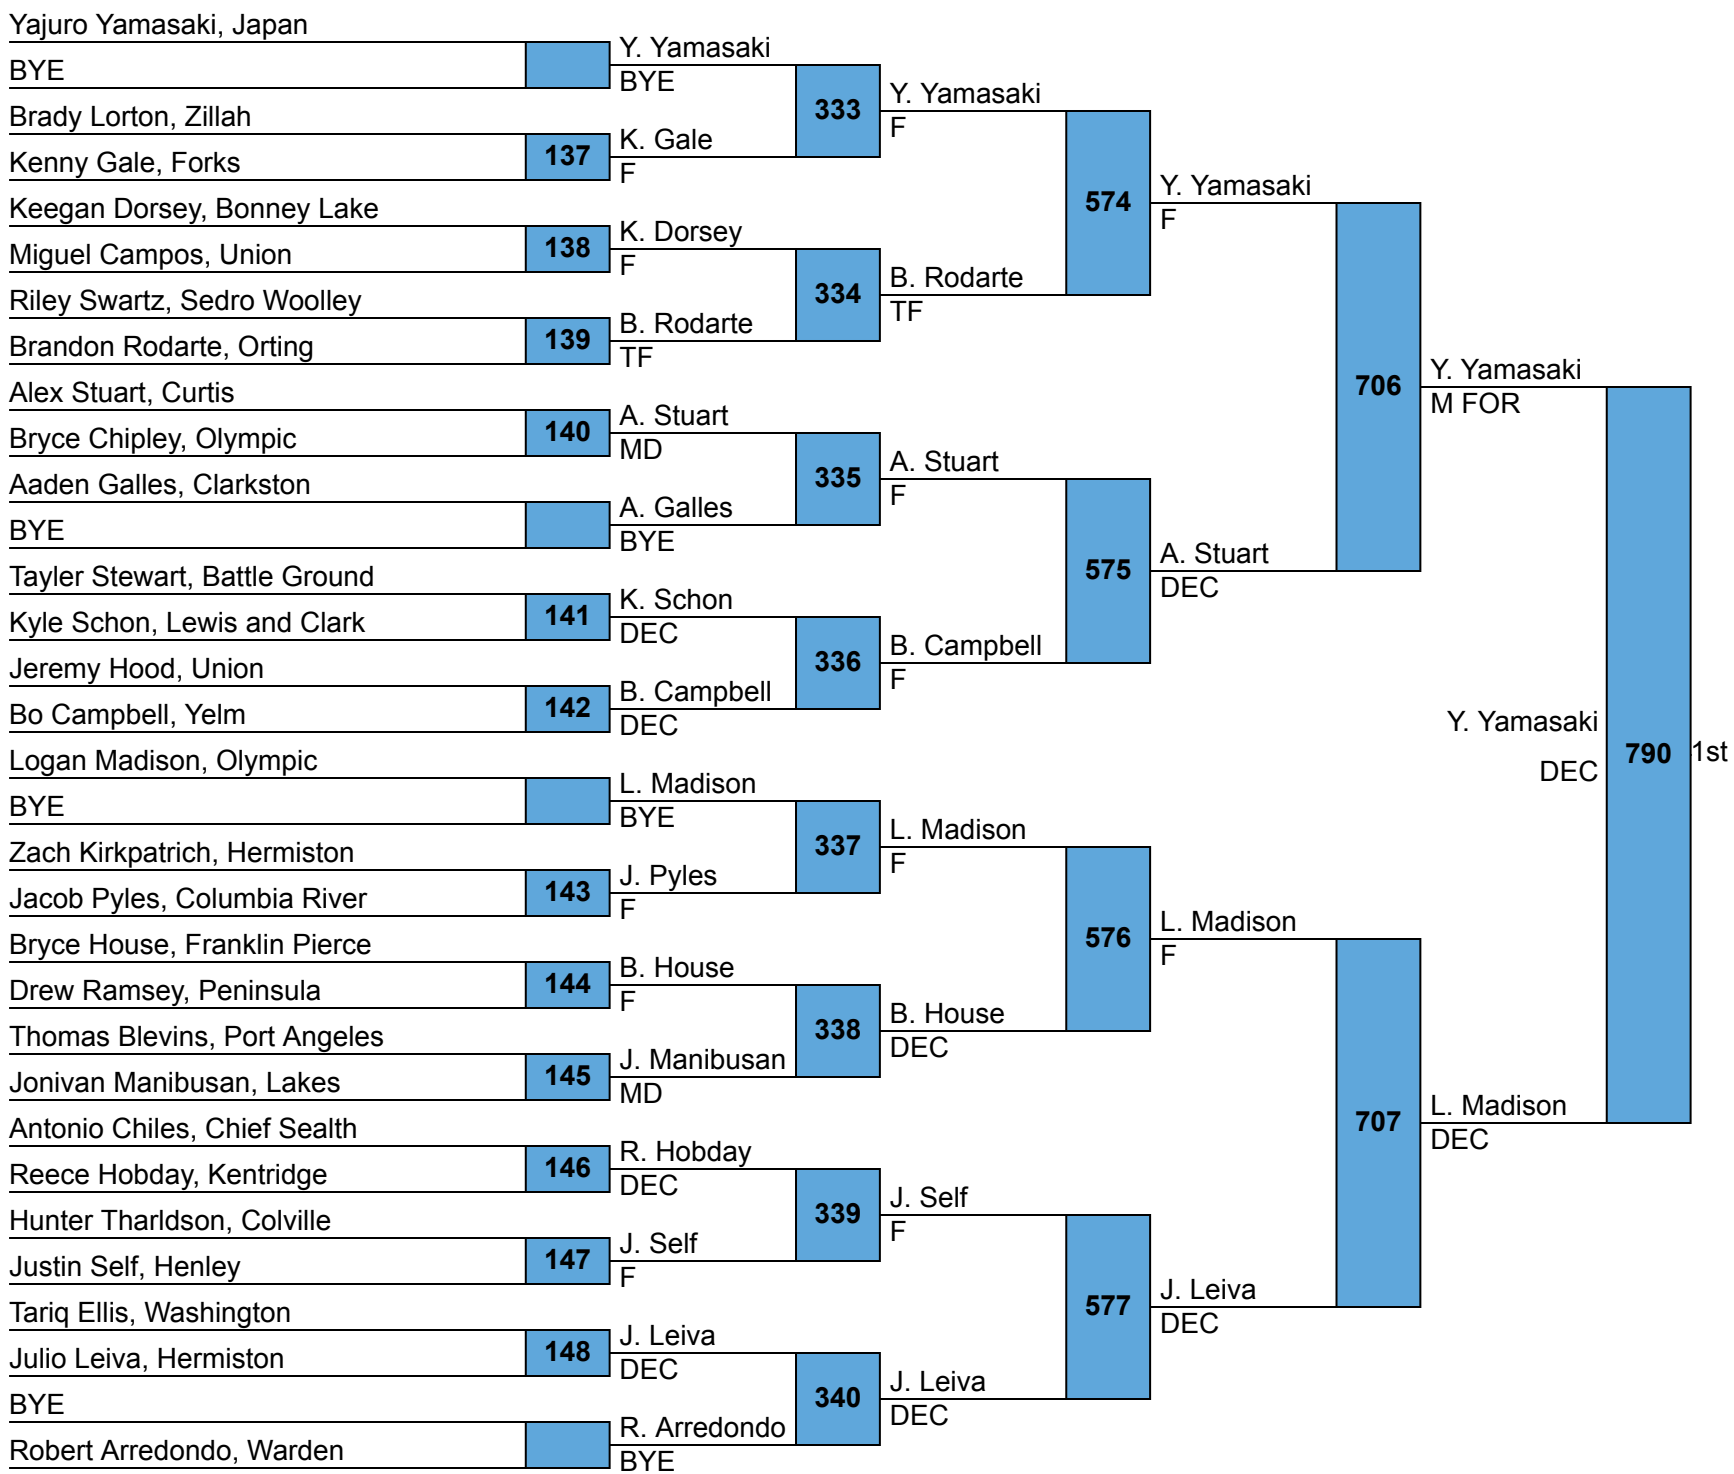 Yajuro Yamasaki, Japan
BYE
Brady Lorton, Zillah
Kenny Gale, Forks
Keegan Dorsey, Bonney Lake
Miguel Campos, Union
Riley Swartz, Sedro Woolley
Brandon Rodarte, Orting
Alex Stuart, Curtis
Bryce Chipley, Olympic
Aaden Galles, Clarkston
BYE
Tayler Stewart, Battle Ground
Kyle Schon, Lewis and Clark
Jeremy Hood, Union
Bo Campbell, Yelm
Logan Madison, Olympic
BYE
Zach Kirkpatrich, Hermiston
Jacob Pyles, Columbia River
Bryce House, Franklin Pierce
Drew Ramsey, Peninsula
Thomas Blevins, Port Angeles
Jonivan Manibusan, Lakes
Antonio Chiles, Chief Sealth
Reece Hobday, Kentridge
Hunter Tharldson, Colville
Justin Self, Henley
Tariq Ellis, Washington
Julio Leiva, Hermiston
BYE
Robert Arredondo, Warden
137
138
139
140
141
142
143
144
145
146
147
148
Y. Yamasaki
BYE
K. Gale
F
K. Dorsey
F
B. Rodarte
TF
A. Stuart
MD
A. Galles
BYE
K. Schon
DEC
B. Campbell
DEC
L. Madison
BYE
J. Pyles
F
B. House
F
J. Manibusan
MD
R. Hobday
DEC
J. Self
F
J. Leiva
DEC
R. Arredondo
BYE
333
334
335
336
337
338
339
340
Y. Yamasaki
F
B. Rodarte
TF
A. Stuart
F
B. Campbell
F
L. Madison
F
B. House
DEC
J. Self
F
J. Leiva
DEC
574
575
576
577
Y. Yamasaki
F
A. Stuart
DEC
L. Madison
F
J. Leiva
DEC
706
707
Y. Yamasaki
M FOR
L. Madison
DEC
Y. Yamasaki
DEC
790
1st